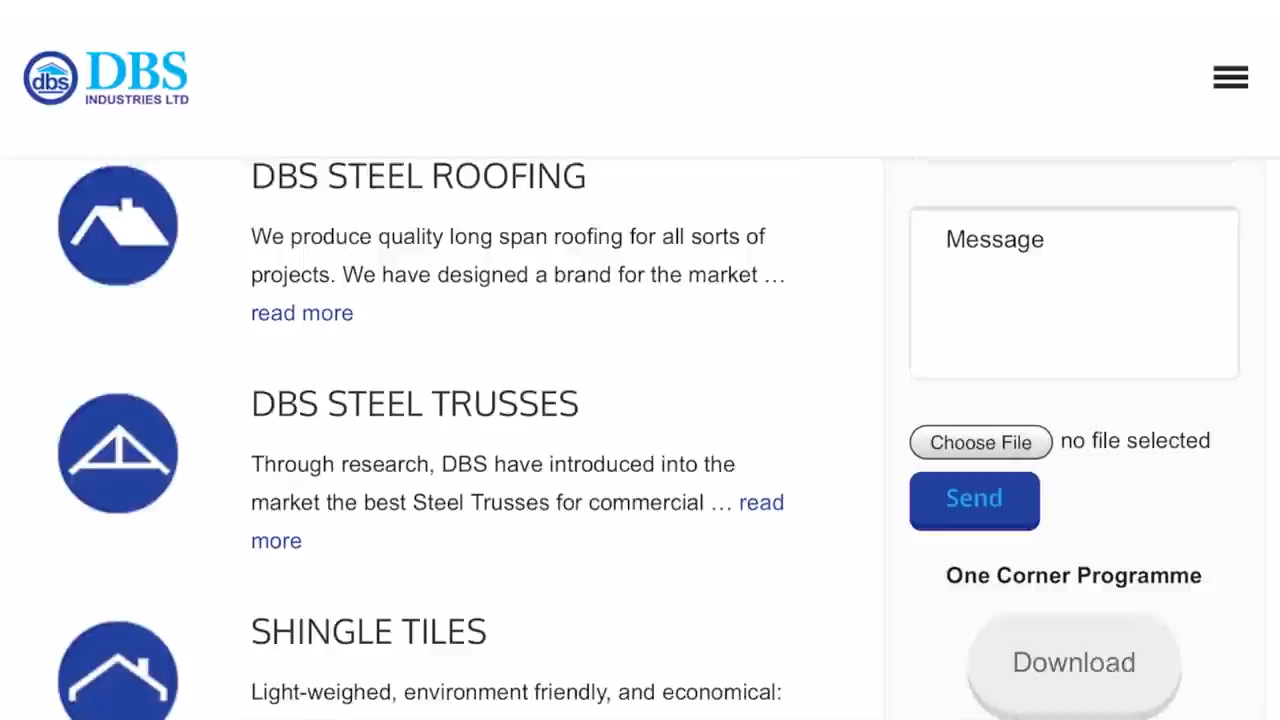 dbs
DBS
INDUSTRIES LTD
DBS STEEL ROOFING
We produce quality long span roofing for all sorts of
projects. We have designed a brand for the market …
read more
DBS STEEL TRUSSES
Through research, DBS have introduced into the
market the best Steel Trusses for commercial … read
more
SHINGLE TILES
Light-weighed, environment friendly, and economical:
Message
Choose File no file selected
Send
One Corner Programme
Download